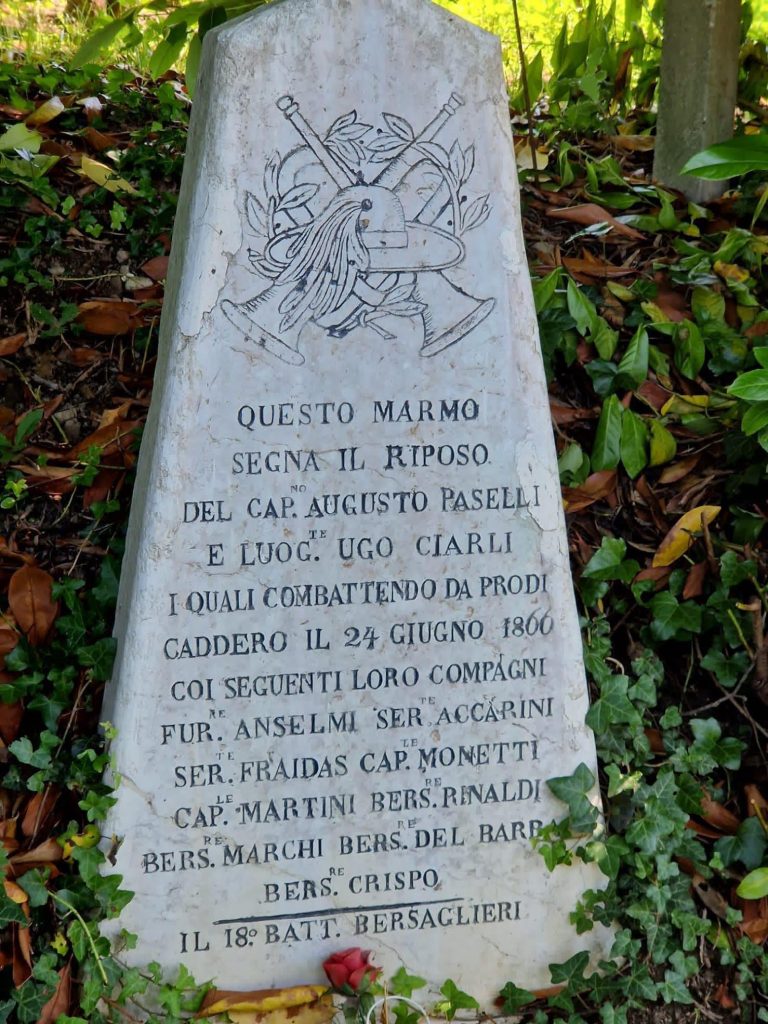 QUESTO MARMO
SEGNA IL RIPOSO
DEL CAP.NO AUGUSTO PASELLI
E LUOG.TE UGO CIARLI
I QUALI COMBATTENDO DA PRODI
CADDERO IL 24 GIUGNO 1866
COI SEGUENTI LORO COMPAGNI
FUR.RE ANSELMI SER.TE ACCARINI
SER.TE FRAIDAS CAP.LE MONETTI
CAP.LE MARTINI BERS.RE RINALDI
BERS.RE MARCHI BERS.RE DEL BARBA
BERS.RE CRISPO
IL 18.º BATT. BERSAGLIERI